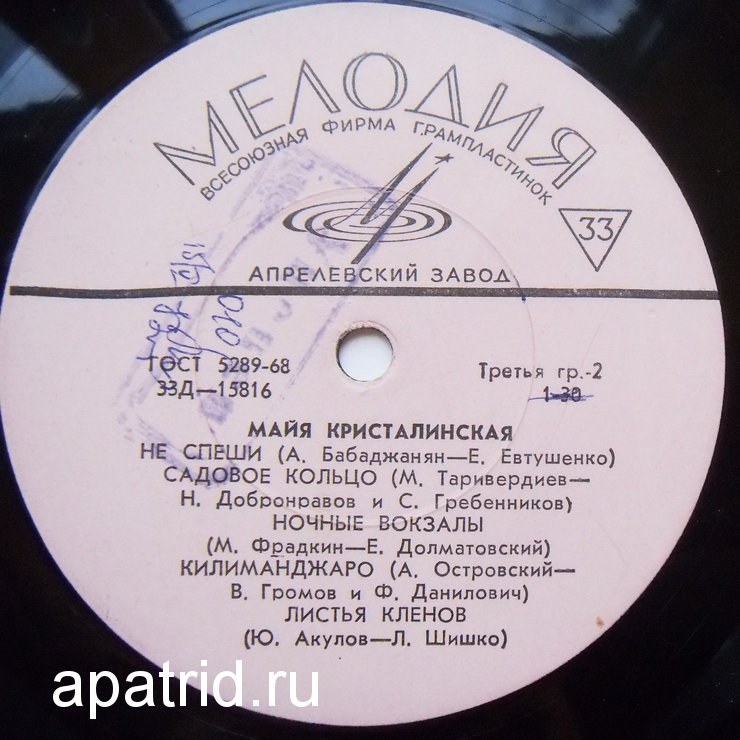 МЕЛОДИЯ
ВСЕСОЮЗНАЯ ФИРМА ГРАМПЛАСТИНОК
33
АПРЕЛЕВСКИЙ ЗАВОД
ГОСТ 5289-68
Третья гр.-2
33Д—15816
1-30
МАЙЯ КРИСТАЛИНСКАЯ
НЕ СПЕШИ (А. Бабаджанян—Е. Евтушенко)
САДОВОЕ КОЛЬЦО (М. Таривердиев—
Н. Добронравов и С. Гребенников)
НОЧНЫЕ ВОКЗАЛЫ
(М. Фрадкин—Е. Долматовский)
КИЛИМАНДЖАРО (А. Островский—
В. Громов и Ф. Данилович)
ЛИСТЬЯ КЛЕНОВ
(Ю. Акулов—Л. Шишко)
apatrid.ru